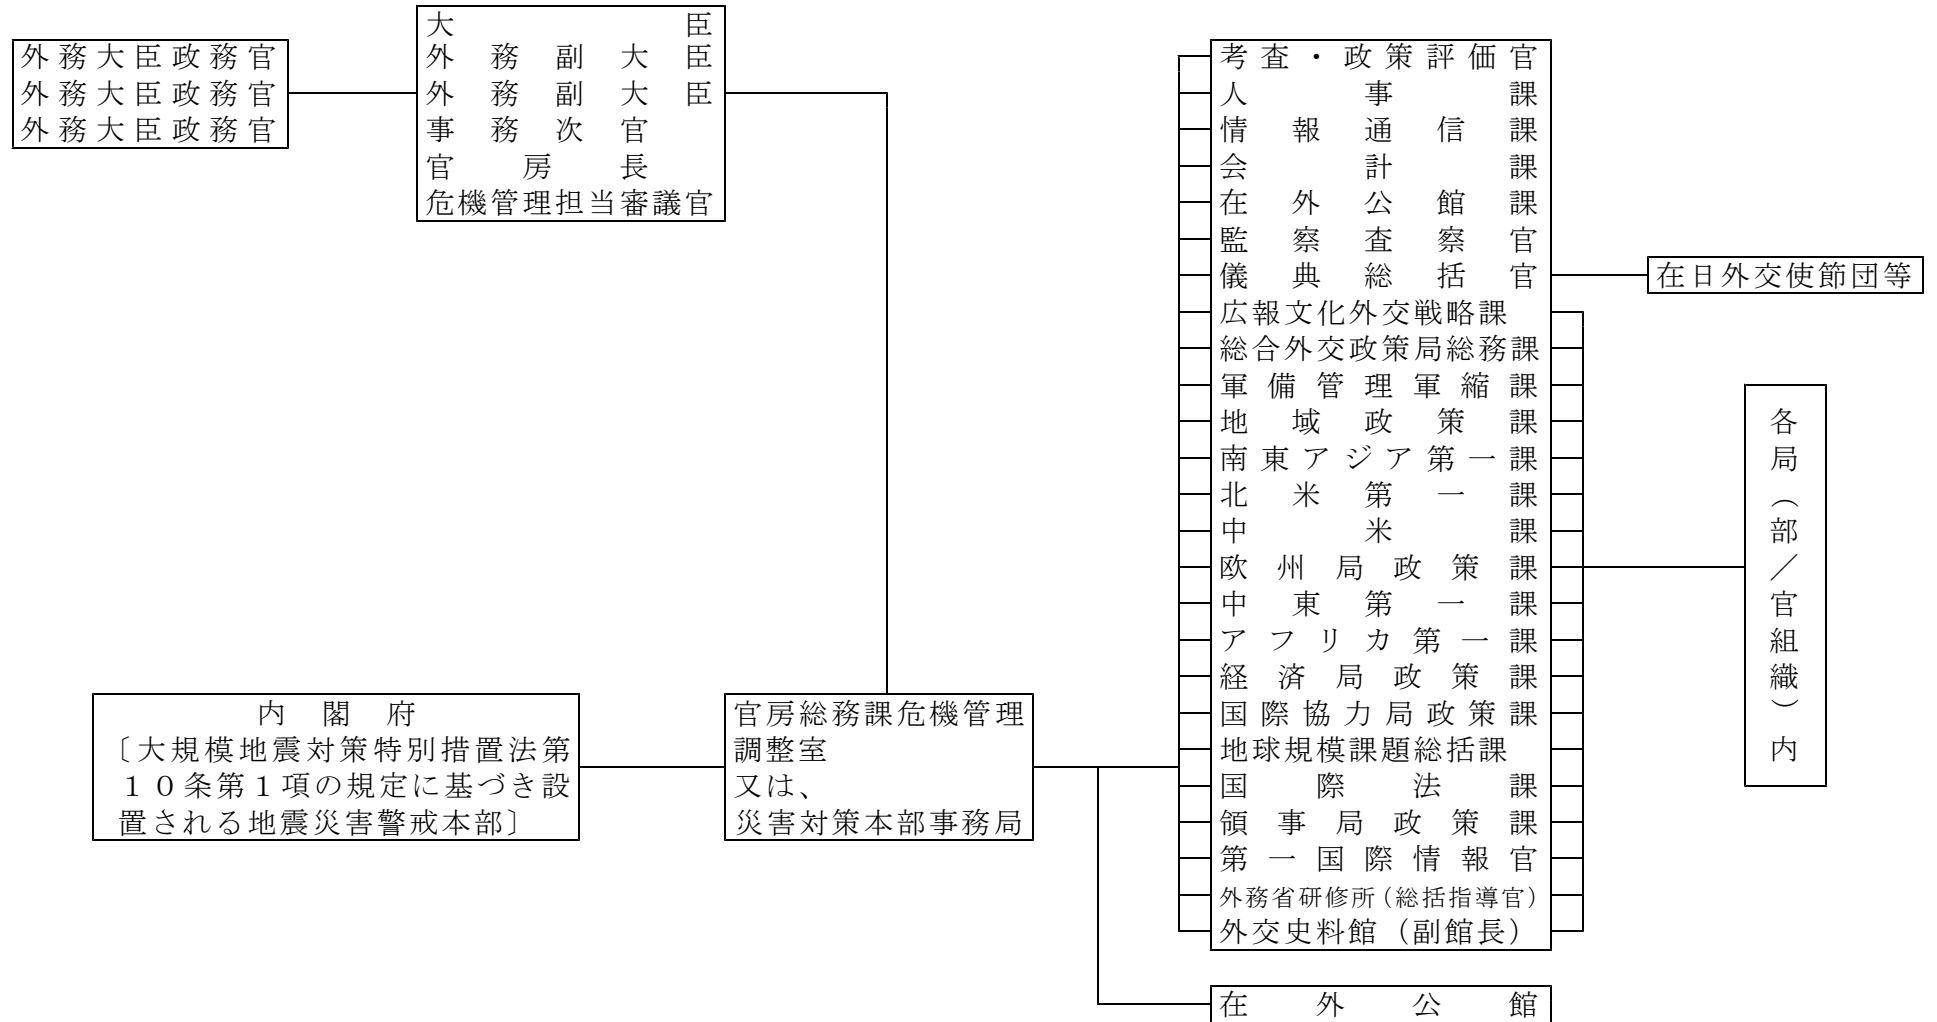 外務大臣政務官
外務大臣政務官
外務大臣政務官
大臣
外務副大臣
外務副大臣
事務次官
官房長
危機管理担当審議官
内閣府
〔大規模地震対策特別措置法第
10条第1項の規定に基づき設
置される地震災害警戒本部〕
官房総務課危機管理
調整室
又は、
災害対策本部事務局
考査・政策評価官
人事課
情報通信課
会計課
在外公館課
監察査察官
儀典総括官
広報文化外交戦略課
総合外交政策局総務課
軍備管理軍縮課
地域政策課
南東アジア第一課
北米第一課
中米課
欧州局政策課
中東第一課
アフリカ第一課
経済局政策課
国際協力局政策課
地球規模課題総括課
国際法課
領事局政策課
第一国際情報官
外務省研修所(総括指導官)
外交史料館(副館長)
在外公館
在日外交使節団等
各局(部/官組織)内